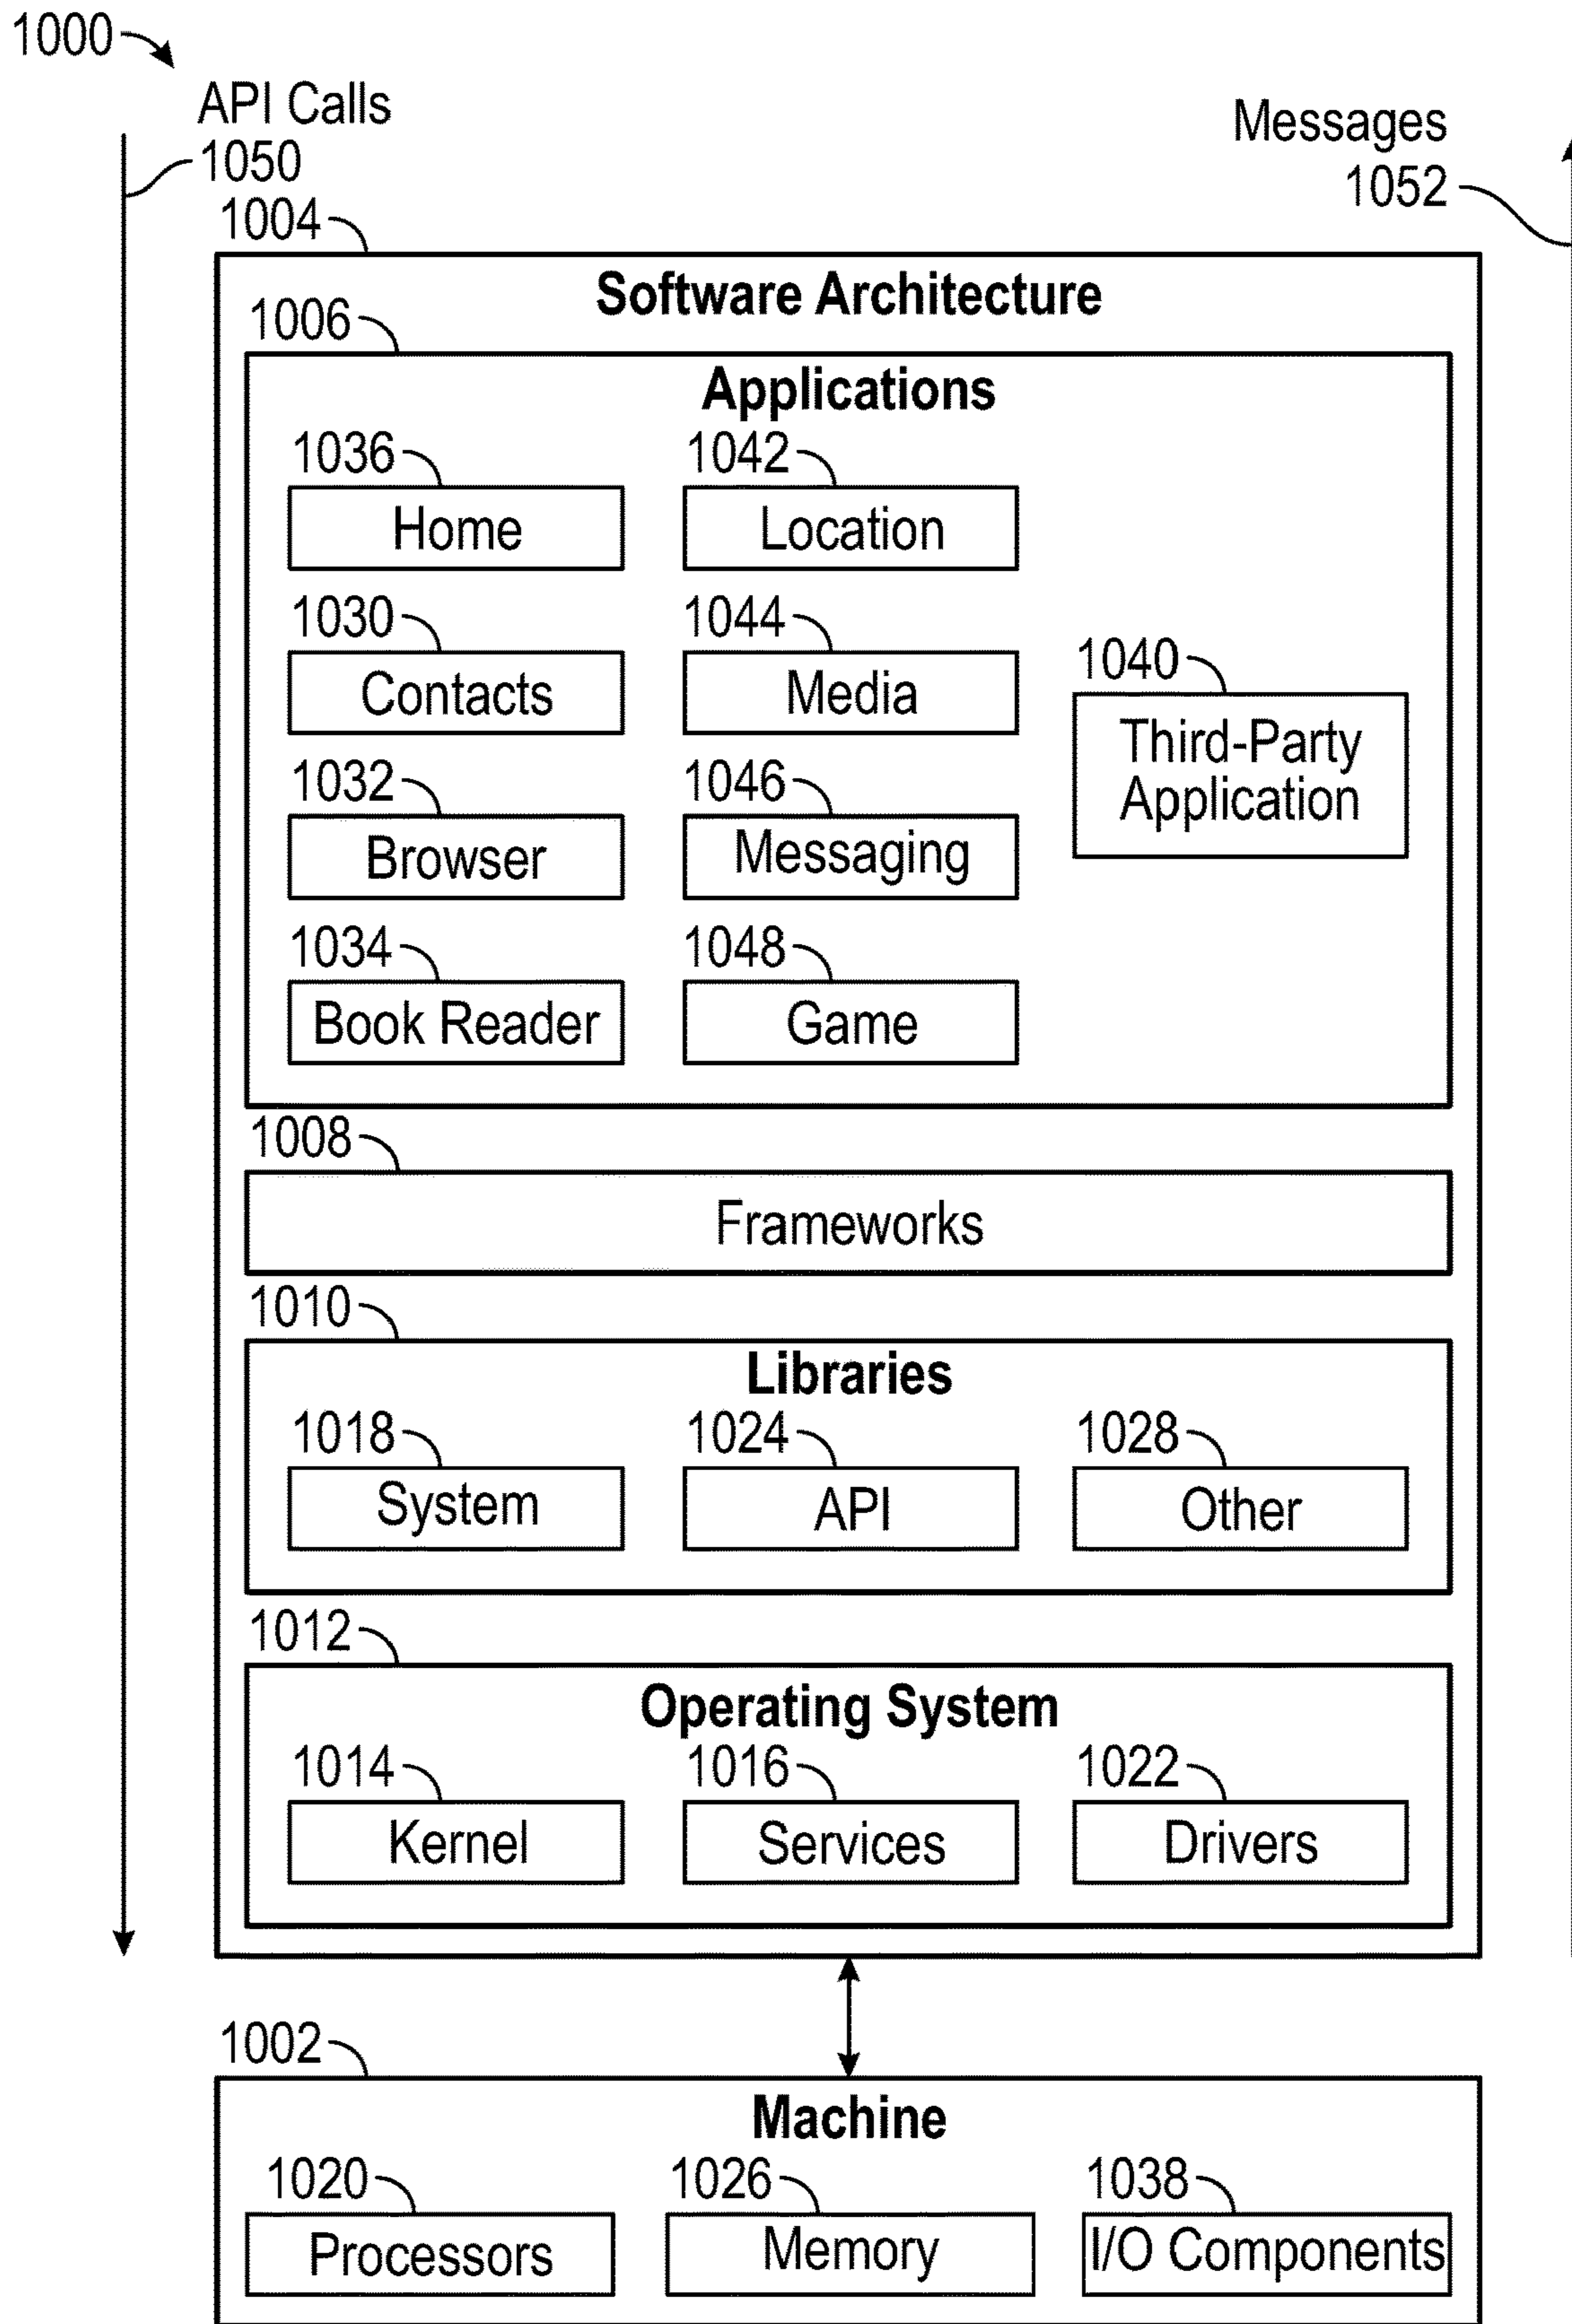 1000
API Calls
1050
Messages
1052
1004
Software Architecture
1006
Applications
1036
Home
1042
Location
1030
Contacts
1044
Media
1040
Third-Party
Application
1032
Browser
1046
Messaging
1034
Book Reader
1048
Game
1008
Frameworks
1010
Libraries
1018
System
1024
API
1028
Other
1012
Operating System
1014
Kernel
1016
Services
1022
Drivers
1002
Machine
1020
Processors
1026
Memory
1038
I/O Components